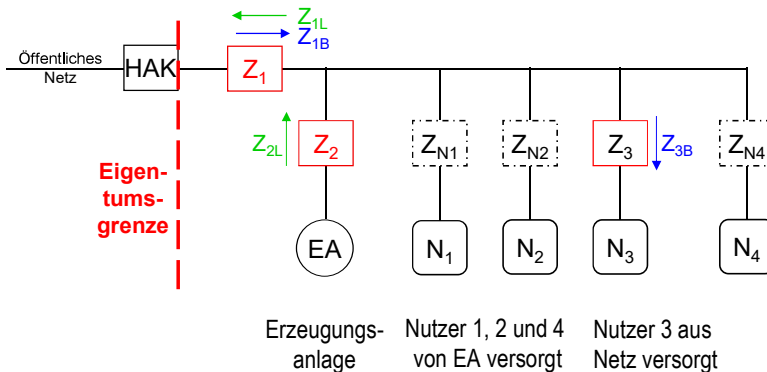 Z1L
Z1B
Öffentliches
Netz
HAK
Z1
Z2L
Z2
ZN1
ZN2
Z3
Z3B
ZN4
Eigen-
tums-
grenze
EA
N1
N2
N3
N4
Erzeugungs-
anlage
Nutzer 1, 2 und 4
von EA versorgt
Nutzer 3 aus
Netz versorgt